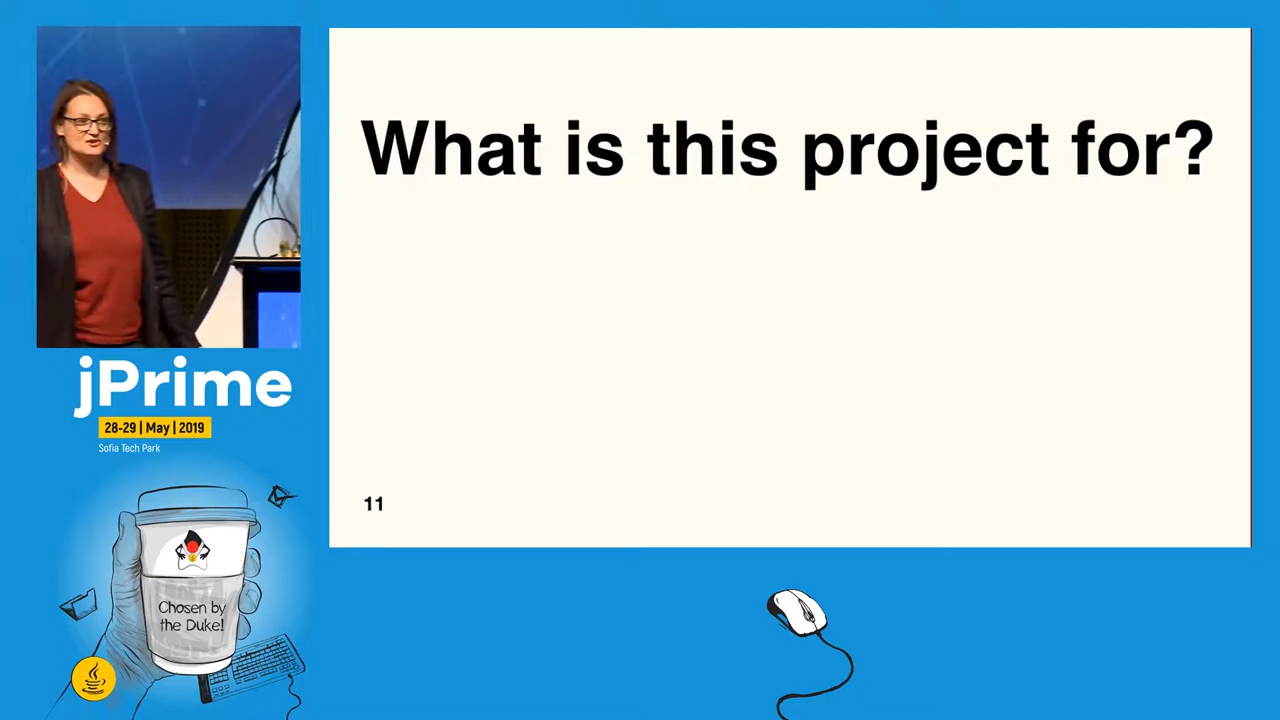 What is this project for?
11
jPrime
28-29 | May | 2019
Sofia Tech Park
Chosen by
the Duke!